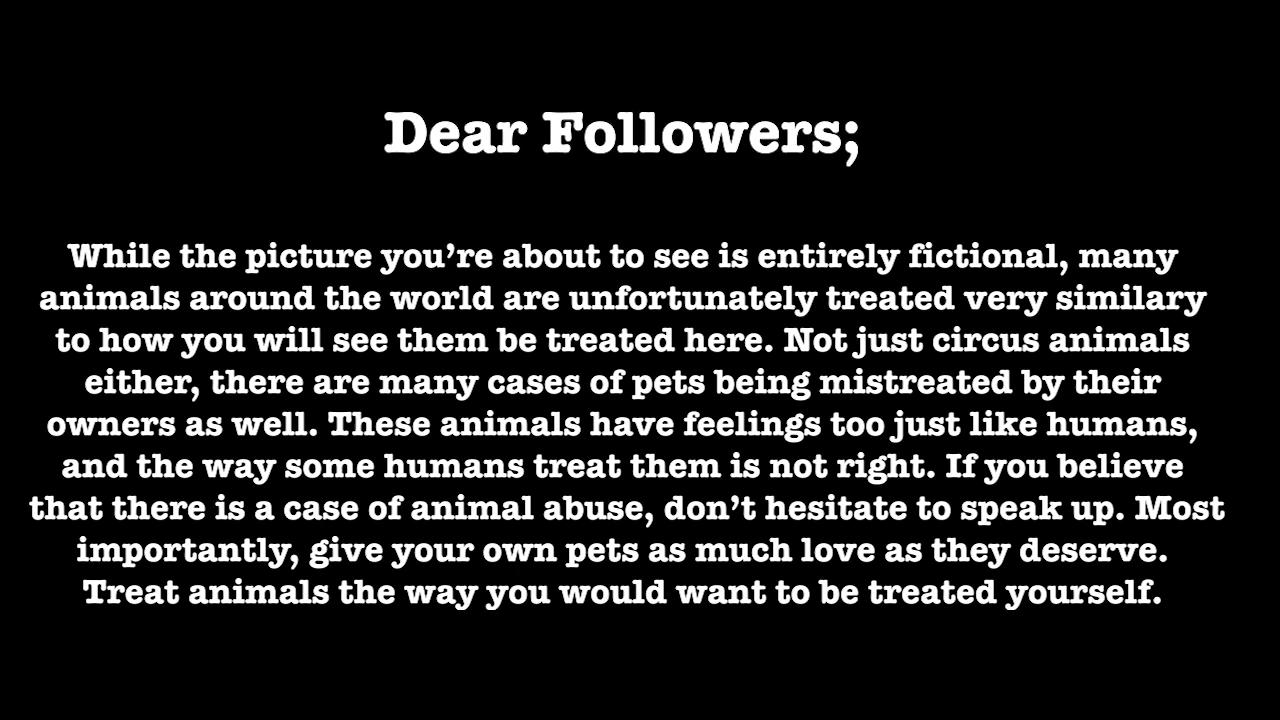 Dear Followers;
While the picture you’re about to see is entirely fictional, many
animals around the world are unfortunately treated very similary
to how you will see them be treated here. Not just circus animals
either, there are many cases of pets being mistreated by their
owners as well. These animals have feelings too just like humans,
and the way some humans treat them is not right. If you believe
that there is a case of animal abuse, don’t hesitate to speak up. Most
importantly, give your own pets as much love as they deserve.
Treat animals the way you would want to be treated yourself.